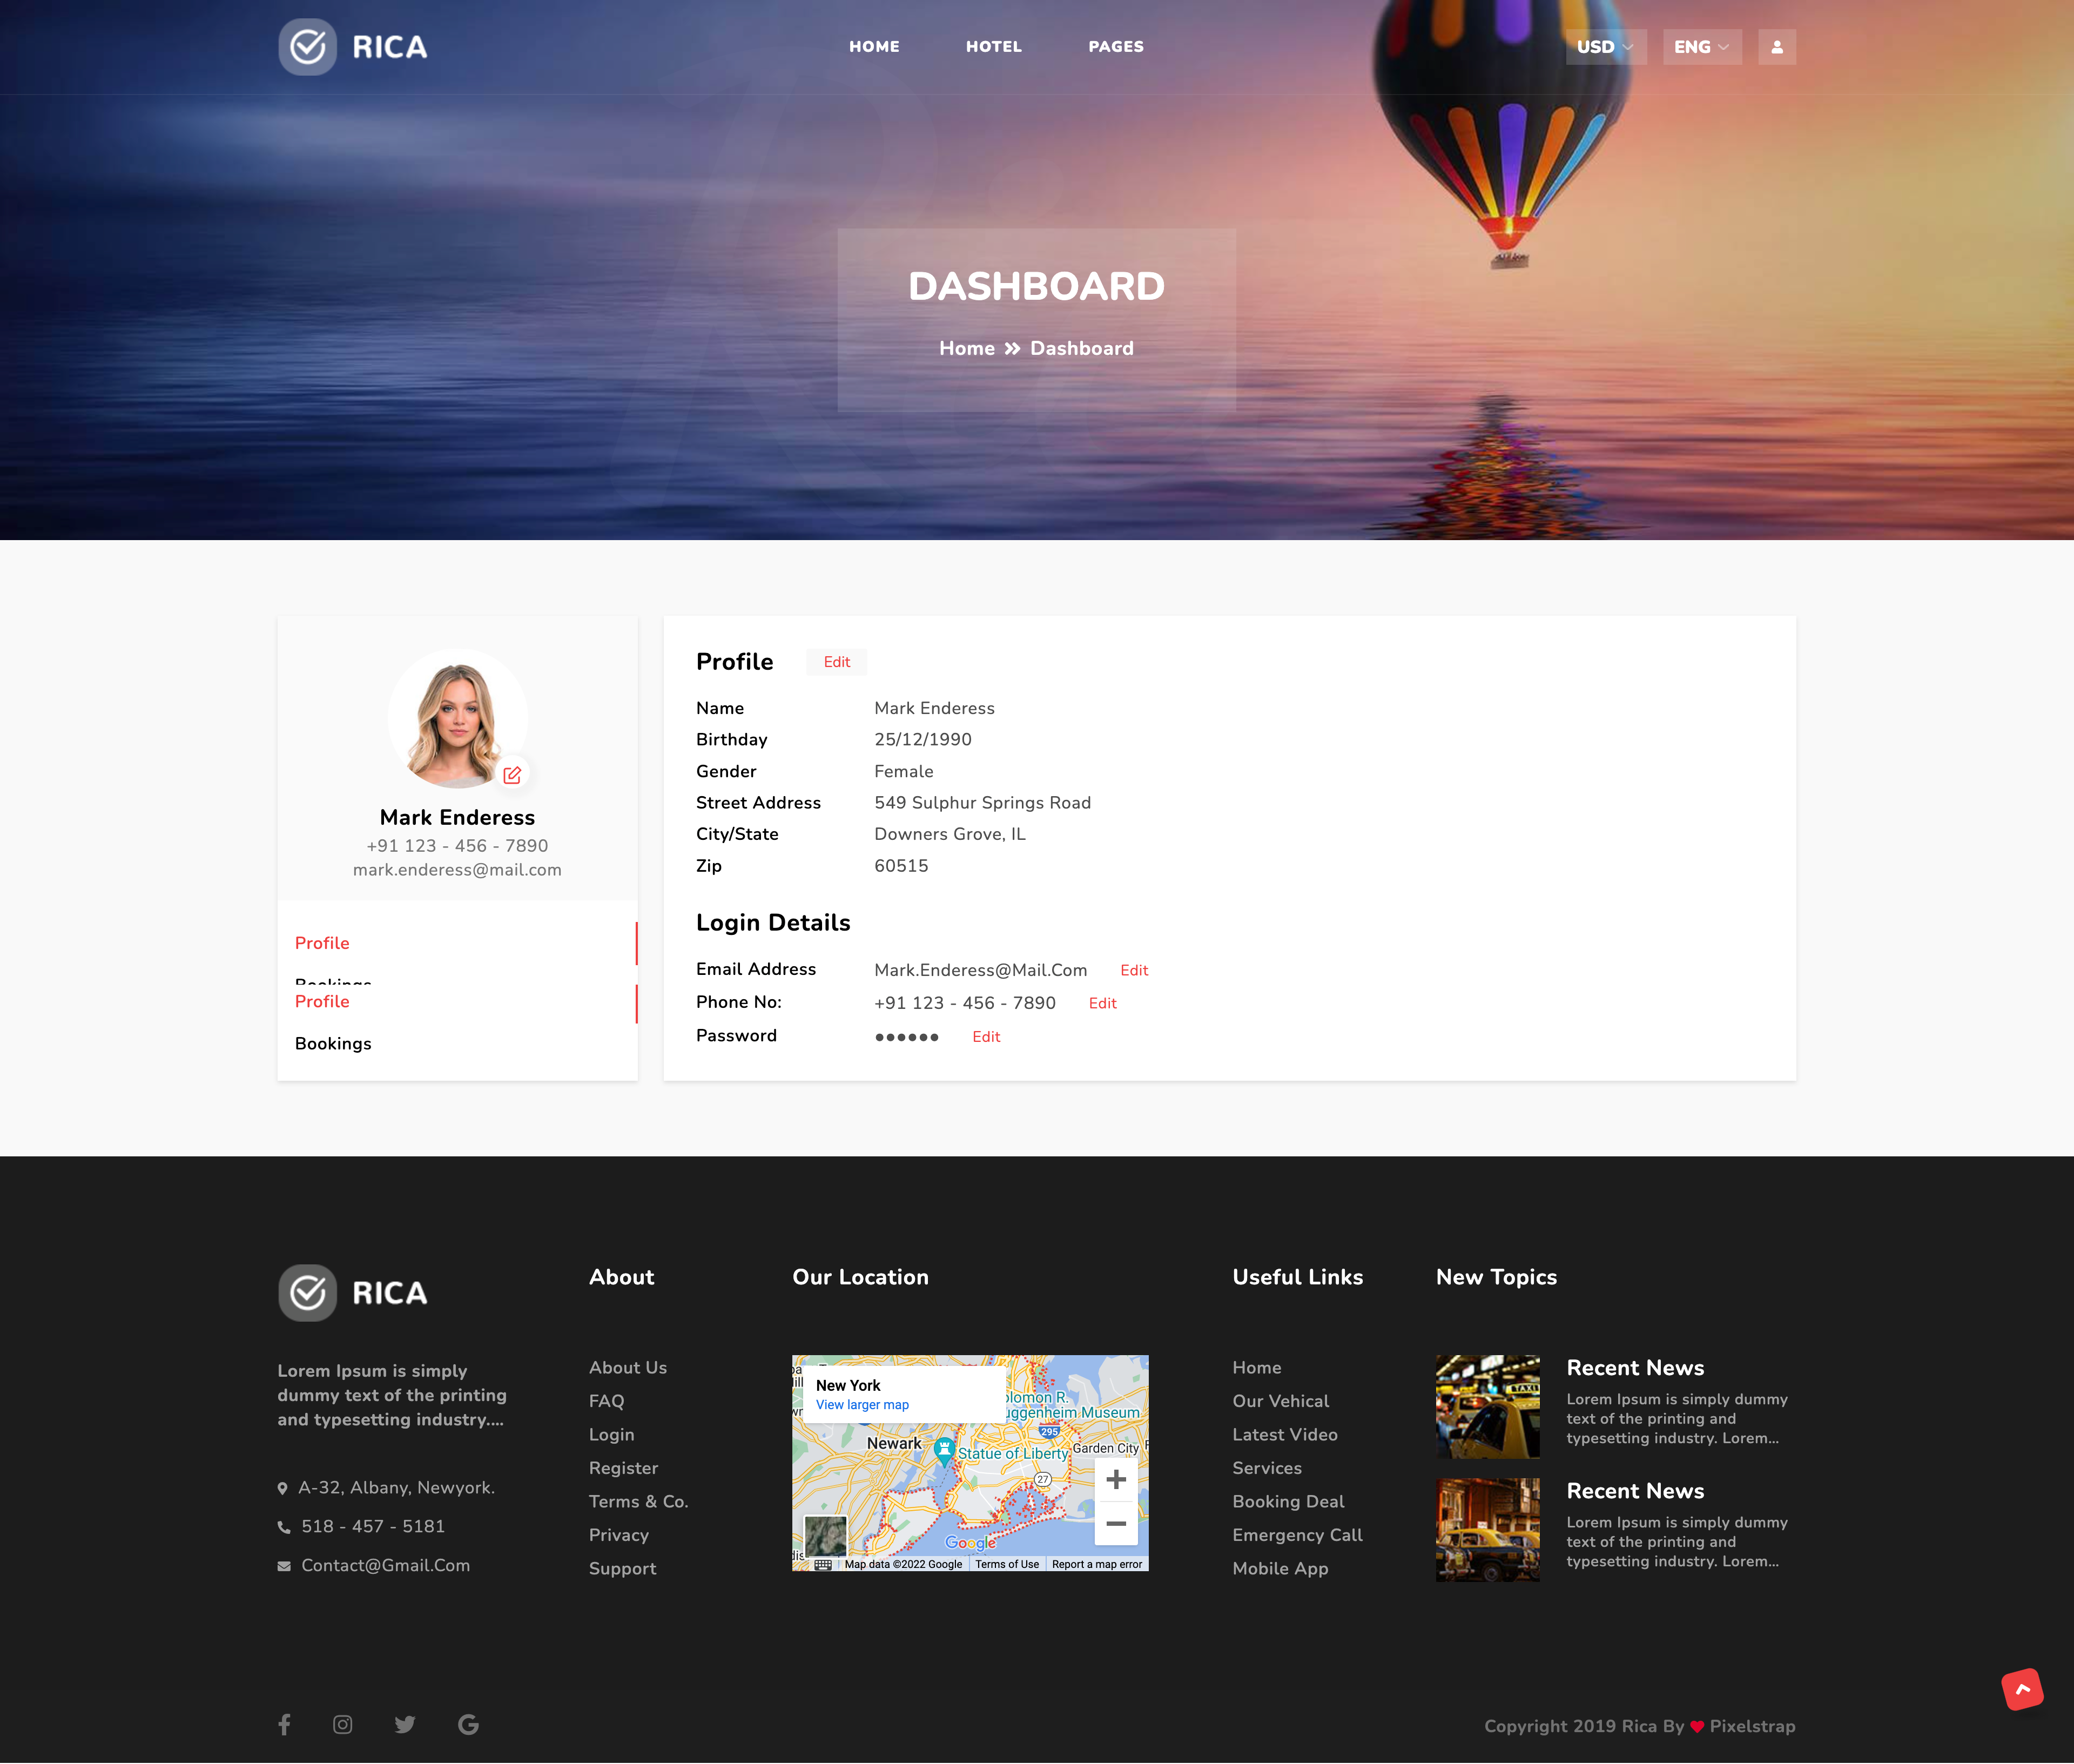 RICA
HOME HOTEL PAGES
USD ENG
DASHBOARD
Home Dashboard
Mark Enderess
+91 123 - 456 - 7890
mark.enderess@mail.com
Profile
Bookings
Profile
Bookings
Profile Edit
Name Mark Enderess
Birthday 25/12/1990
Gender Female
Street Address 549 Sulphur Springs Road
City/State Downers Grove, IL
Zip 60515
Login Details
Email Address Mark.Enderess@Mail.Com Edit
Phone No: +91 123 - 456 - 7890 Edit
Password ●●●●●● Edit
RICA
Lorem Ipsum is simply
dummy text of the printing
and typesetting industry....
A-32, Albany, Newyork.
518 - 457 - 5181
Contact@Gmail.Com
About
About Us
FAQ
Login
Register
Terms & Co.
Privacy
Support
Our Location
New York
View larger map
Newark
Statue of Liberty
Museum
295
Garden City
27
Google
Map data ©2022 Google Terms of Use Report a map error
Useful Links
Home
Our Vehical
Latest Video
Services
Booking Deal
Emergency Call
Mobile App
New Topics
TAXI
Recent News
Lorem Ipsum is simply dummy
text of the printing and
typesetting industry. Lorem...
Recent News
Lorem Ipsum is simply dummy
text of the printing and
typesetting industry. Lorem...
Copyright 2019 Rica By ❤ Pixelstrap